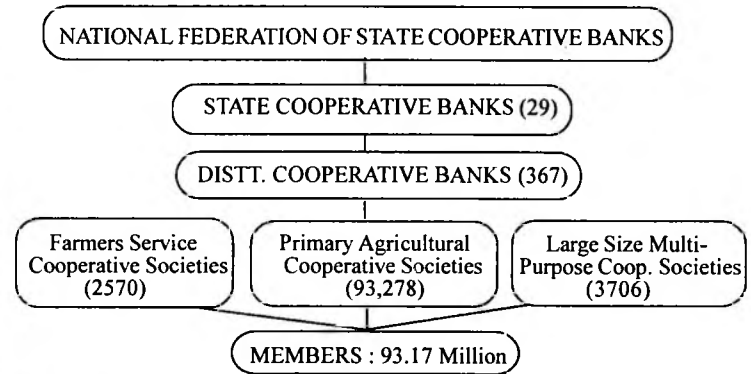 NATIONAL FEDERATION OF STATE COOPERATIVE BANKS
STATE COOPERATIVE BANKS (29)
DISTT. COOPERATIVE BANKS (367)
Farmers Service
Cooperative Societies
(2570)
Primary Agricultural
Cooperative Societies
(93,278)
Large Size Multi-
Purpose Coop. Societies
(3706)
MEMBERS : 93.17 Million